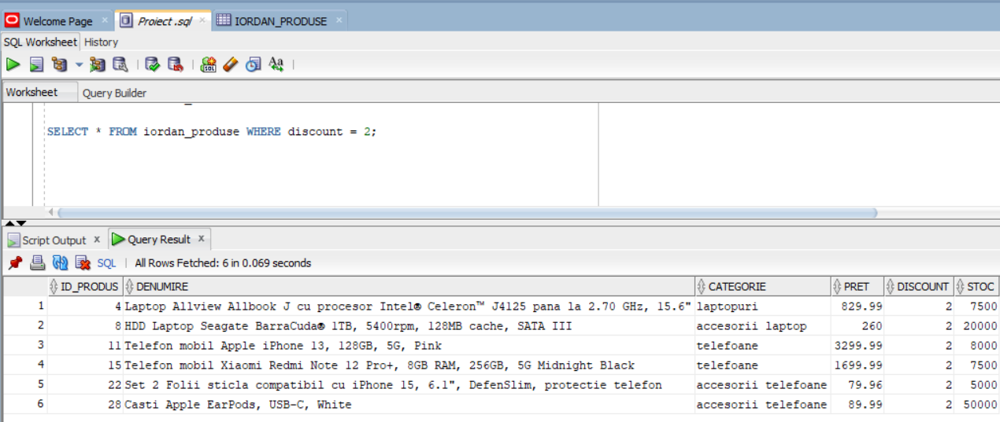 Welcome Page × Proiect .sql × IORDAN_PRODUSE ×
SQL Worksheet History
Worksheet Query Builder
SELECT * FROM iordan_produse WHERE discount = 2;
Script Output x Query Result x
SQL | All Rows Fetched: 6 in 0.069 seconds
ID_PRODUS DENUMIRE CATEGORIE PRET DISCOUNT STOC
1 4 Laptop Allview Allbook J cu procesor Intel® Celeron™ J4125 pana la 2.70 GHz, 15.6" laptopuri 829.99 2 7500
2 8 HDD Laptop Seagate BarraCuda® 1TB, 5400rpm, 128MB cache, SATA III accesorii laptop 260 2 20000
3 11 Telefon mobil Apple iPhone 13, 128GB, 5G, Pink telefoane 3299.99 2 8000
4 15 Telefon mobil Xiaomi Redmi Note 12 Pro+, 8GB RAM, 256GB, 5G Midnight Black telefoane 1699.99 2 7500
5 22 Set 2 Folii sticla compatibil cu iPhone 15, 6.1", DefenSlim, protectie telefon accesorii telefoane 79.96 2 5000
6 28 Casti Apple EarPods, USB-C, White accesorii telefoane 89.99 2 50000